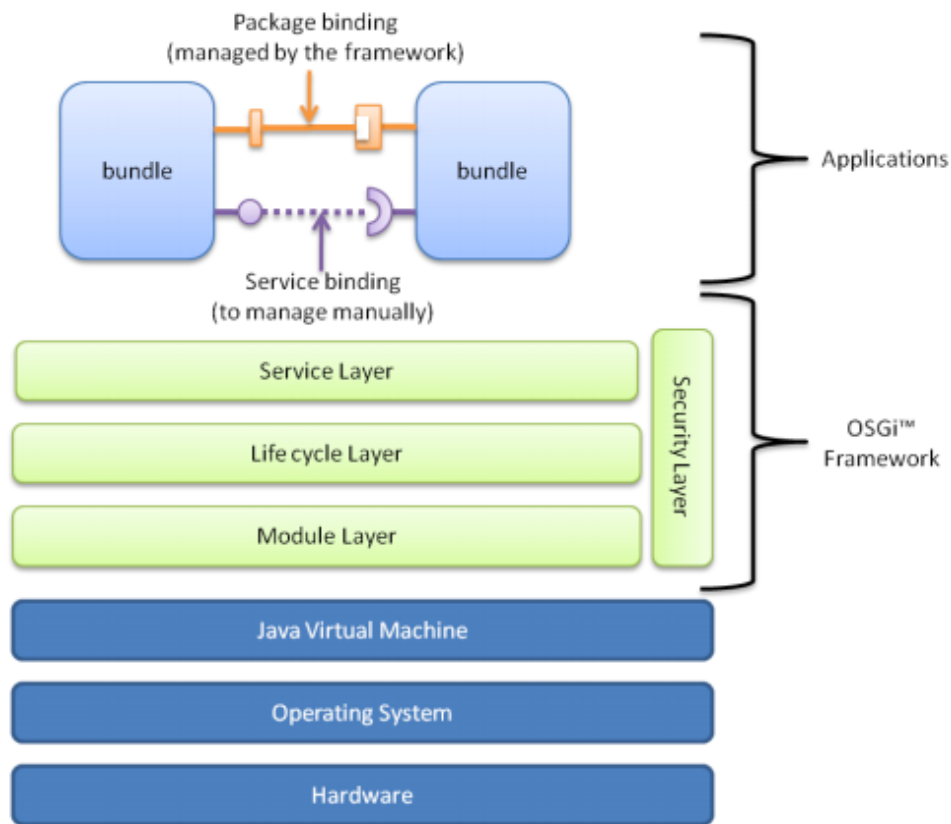 Package binding
(managed by the framework)
bundle
bundle
Applications
Service binding
(to manage manually)
Service Layer
Life cycle Layer
Module Layer
Security Layer
OSGi™
Framework
Java Virtual Machine
Operating System
Hardware